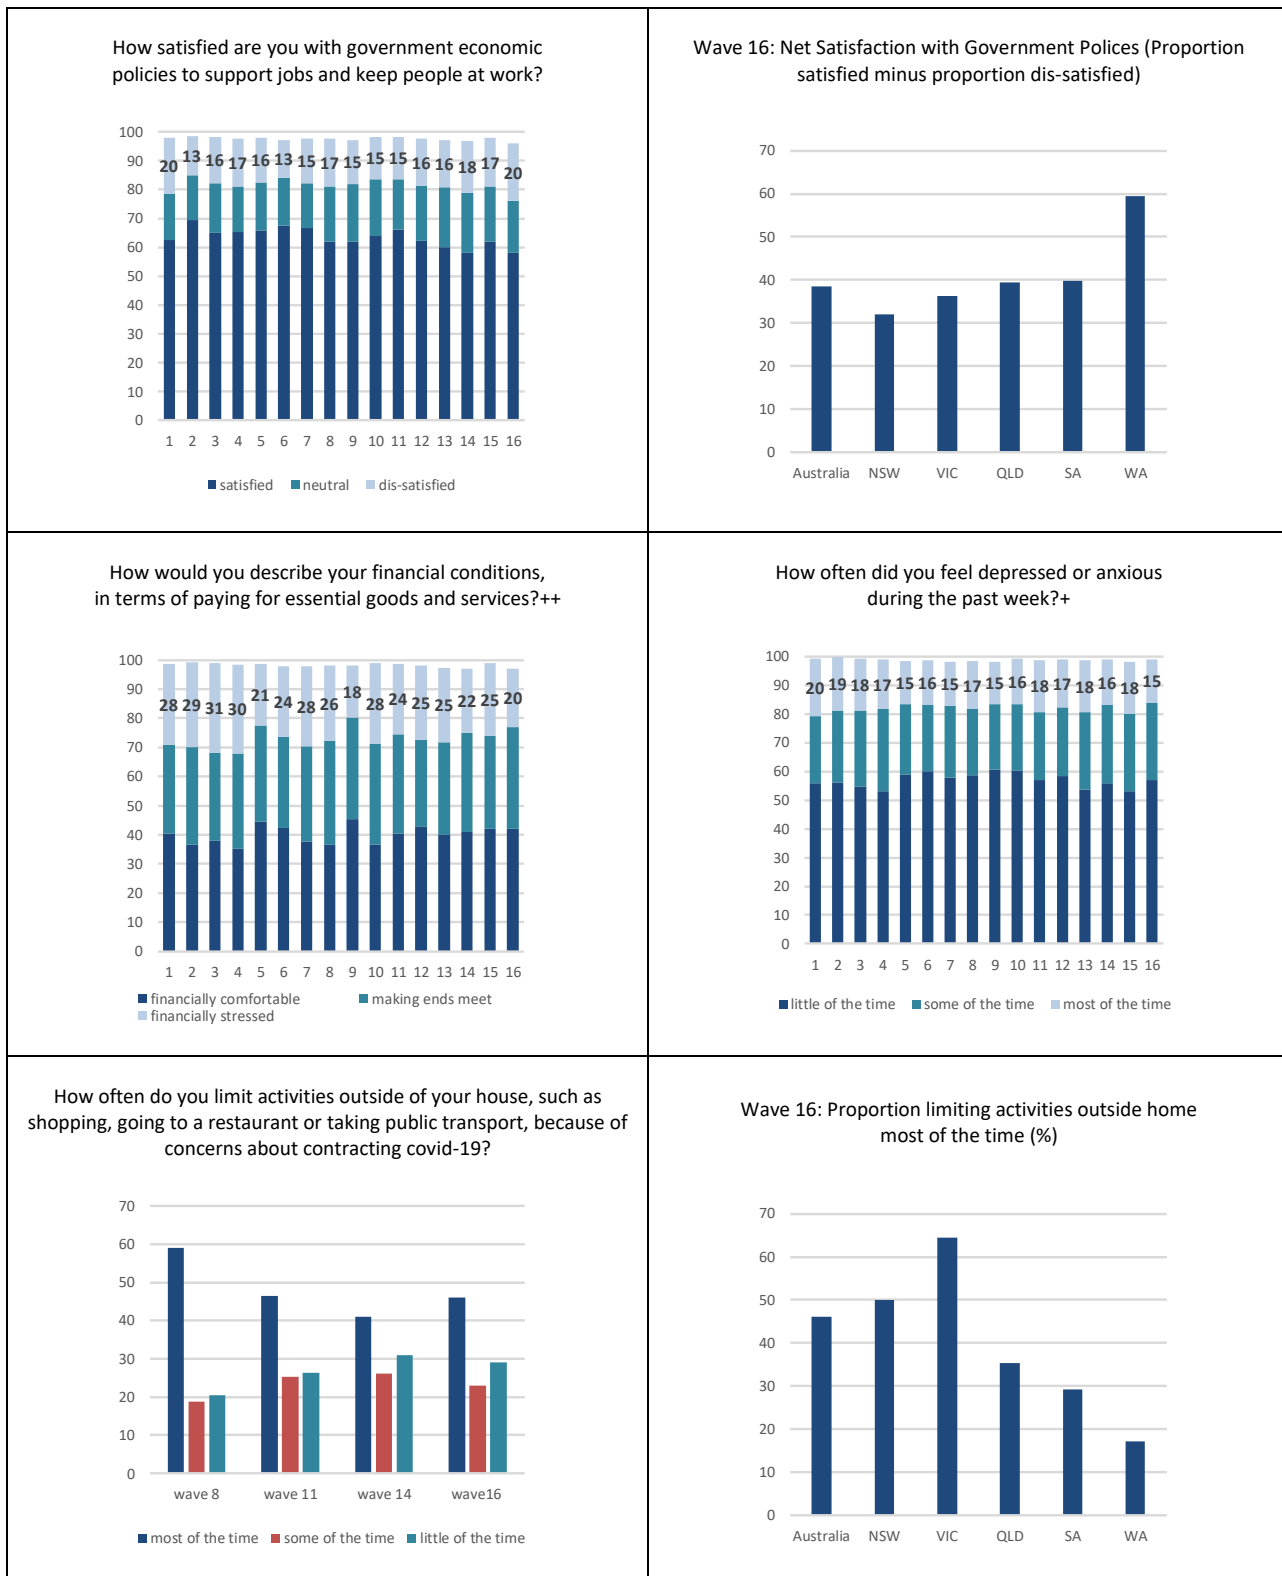 How satisfied are you with government economic
policies to support jobs and keep people at work?
100
90
80
70
60
50
40
30
20
10
0
20 13 16 17 16 13 15 17 15 15 15 16 16 18 17 20
1 2 3 4 5 6 7 8 9 10 11 12 13 14 15 16
satisfied neutral dis-satisfied
Wave 16: Net Satisfaction with Government Polices (Proportion
satisfied minus proportion dis-satisfied)
70
60
50
40
30
20
10
0
Australia NSW VIC QLD SA WA
How would you describe your financial conditions,
in terms of paying for essential goods and services?++
100
90
80
70
60
50
40
30
20
10
0
28 29 31 30 21 24 28 26 18 28 24 25 25 22 25 20
1 2 3 4 5 6 7 8 9 10 11 12 13 14 15 16
financially comfortable making ends meet
financially stressed
How often did you feel depressed or anxious
during the past week?+
100
90
80
70
60
50
40
30
20
10
0
20 19 18 17 15 16 15 17 15 16 18 17 18 16 18 15
1 2 3 4 5 6 7 8 9 10 11 12 13 14 15 16
little of the time some of the time most of the time
How often do you limit activities outside of your house, such as
shopping, going to a restaurant or taking public transport, because of
concerns about contracting covid-19?
70
60
50
40
30
20
10
0
wave 8 wave 11 wave 14 wave16
most of the time some of the time little of the time
Wave 16: Proportion limiting activities outside home
most of the time (%)
70
60
50
40
30
20
10
0
Australia NSW VIC QLD SA WA